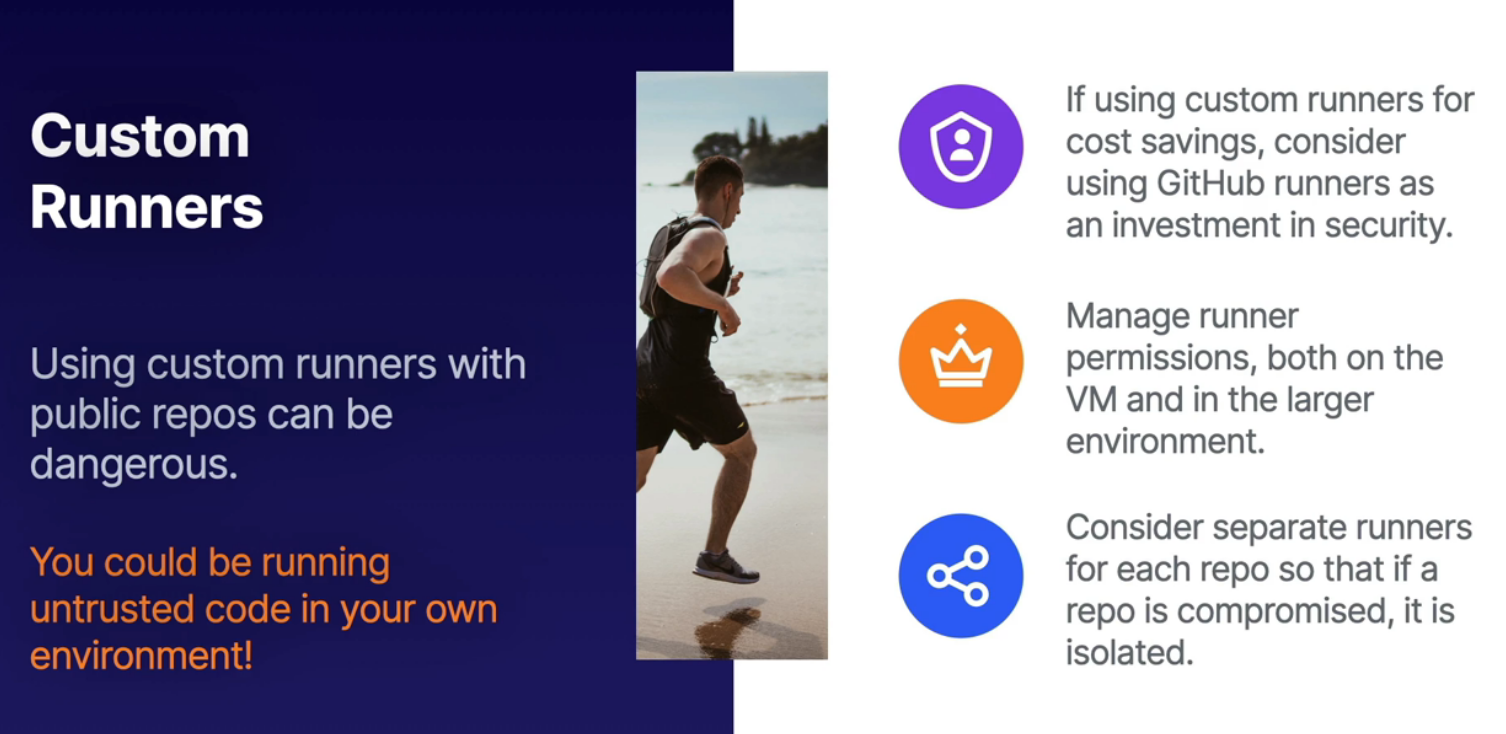 Custom
Runners
Using custom runners with
public repos can be
dangerous.
You could be running
untrusted code in your own
environment!
If using custom runners for
cost savings, consider
using GitHub runners as
an investment in security.
Manage runner
permissions, both on the
VM and in the larger
environment.
Consider separate runners
for each repo so that if a
repo is compromised, it is
isolated.